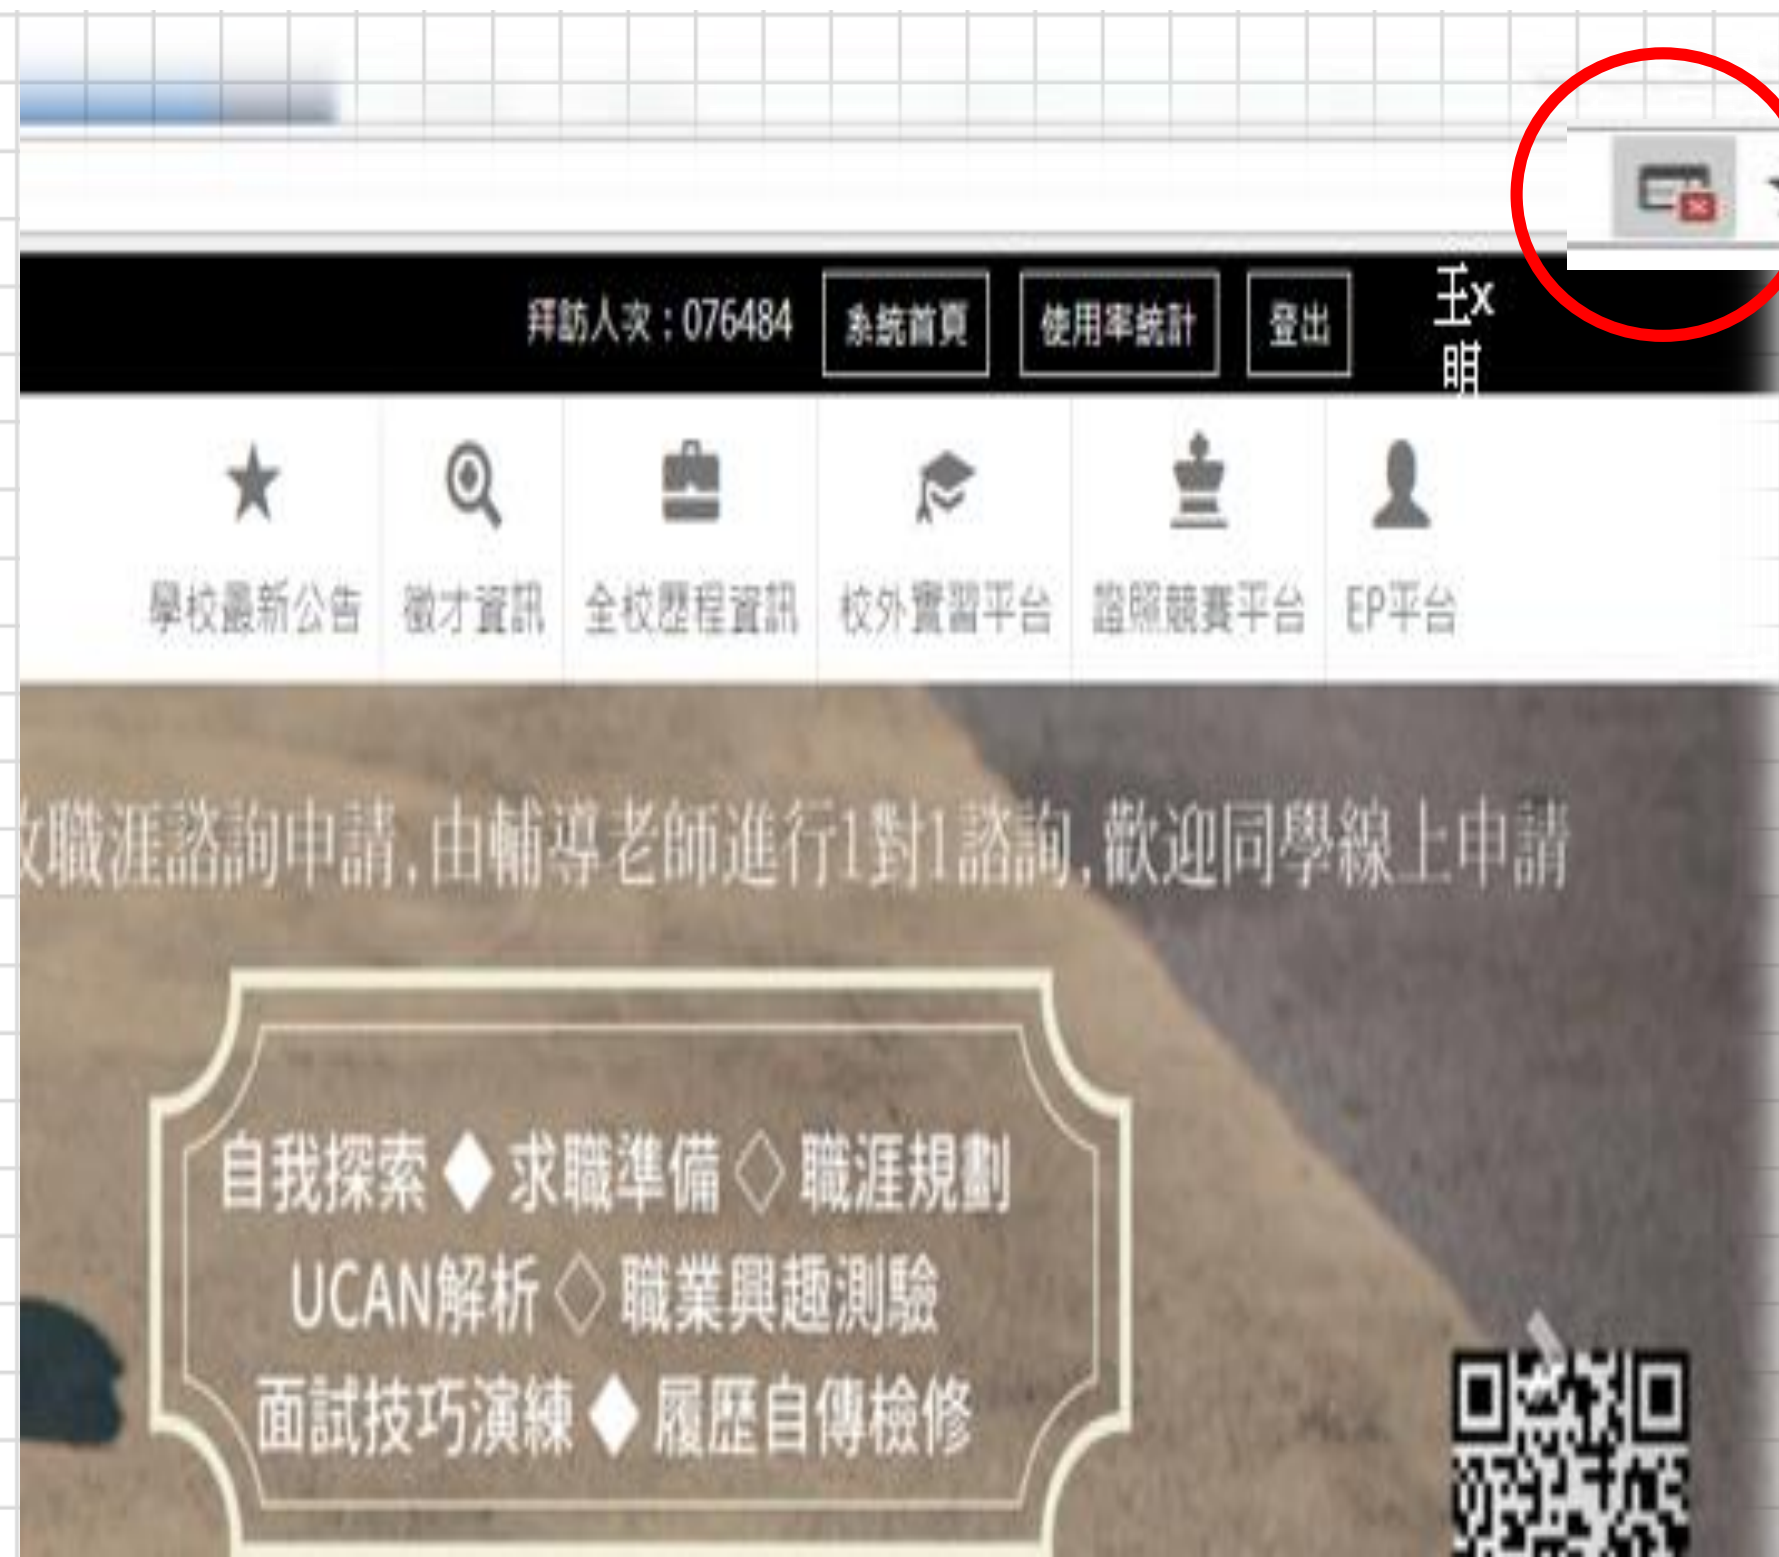 拜訪人次：076484 系統首頁 使用率統計 登出 王x明
學校最新公告 徵才資訊 全校歷程資訊 校外實習平台 證照競賽平台 EP平台
職涯諮詢申請,由輔導老師進行1對1諮詢,歡迎同學線上申請
自我探索◆求職準備◇職涯規劃
UCAN解析◇職業興趣測驗
面試技巧演練◆履歷自傳檢修